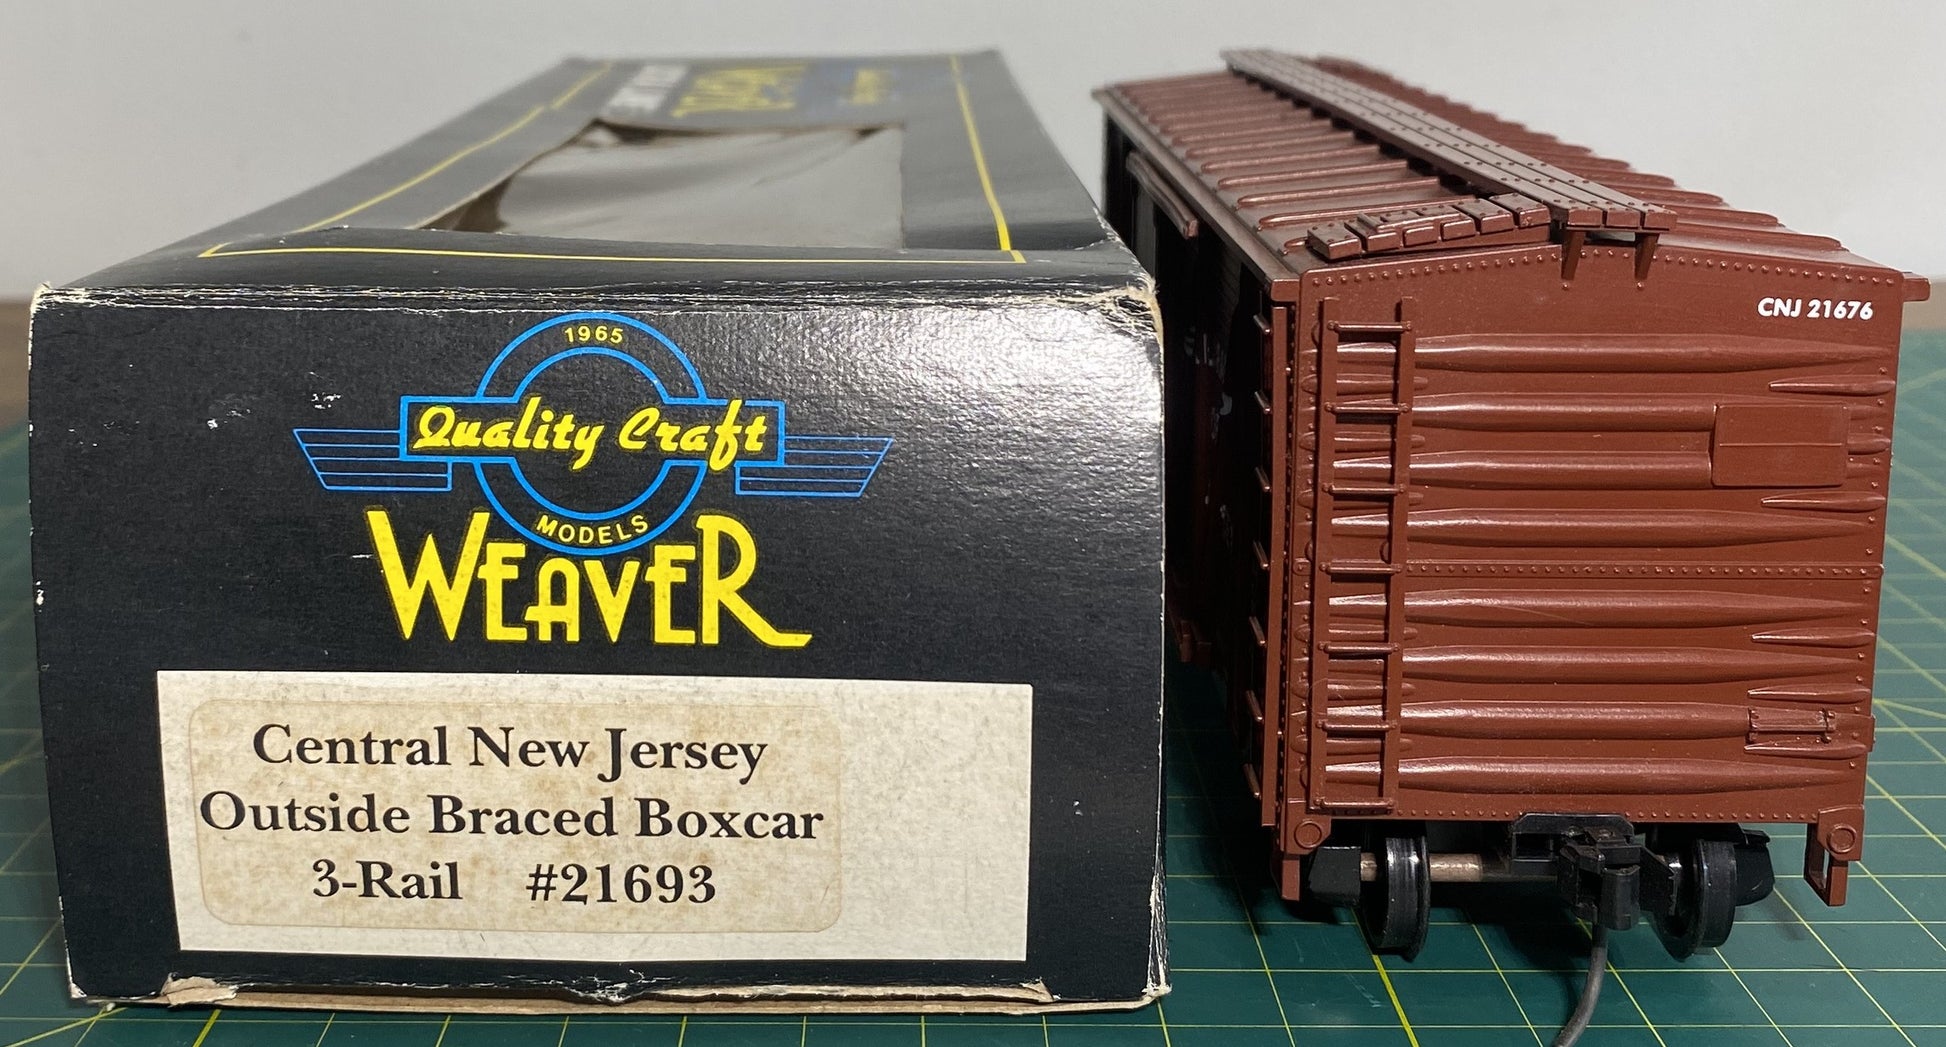 1965
Quality Craft
MODELS
WEAVER
Central New Jersey
Outside Braced Boxcar
3-Rail #21693
CNJ 21676